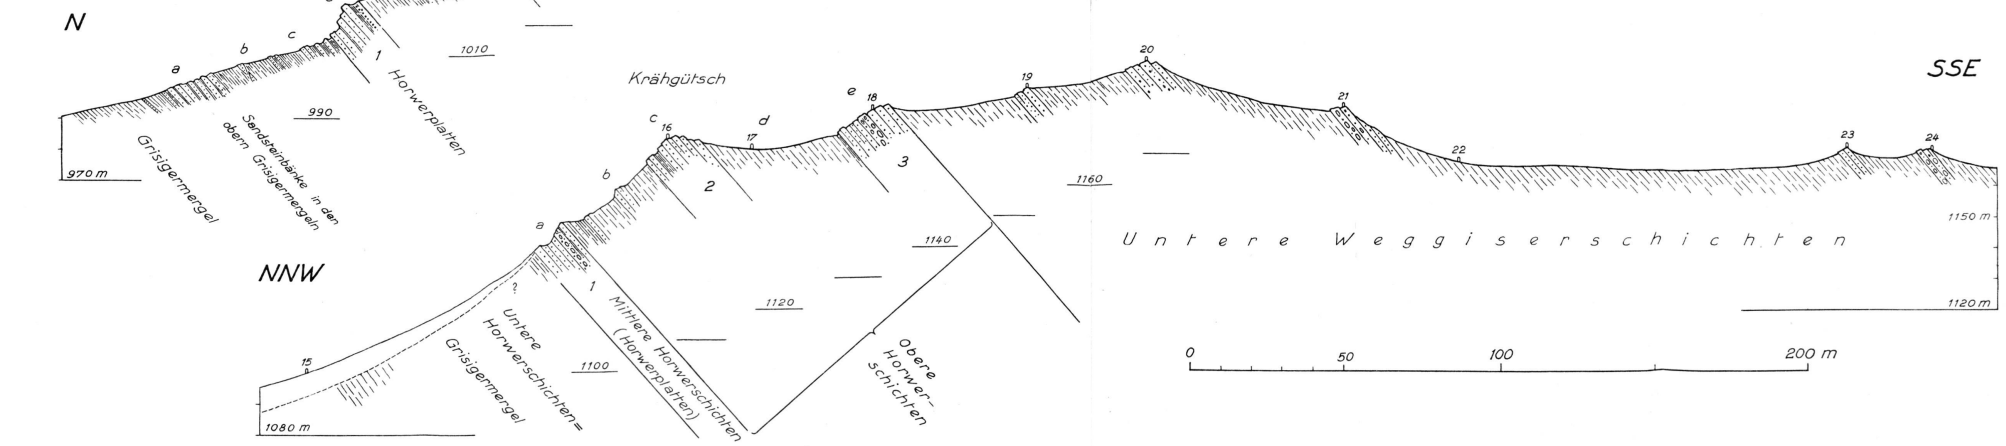 N
a
b
c
1
1010
Horwerplatten
990
Grisigermergel
Sandsteinbänke in den
obern Grisigermergeln
970 m
NNW
Krähgütsch
SSE
15
a
b
c
16
17
d
e
18
19
20
21
22
23
24
1
2
3
?
Untere
Horwerschichten=
Grisigermergel
Mittlere Horwerschichten
(Horwerplatten)
Obere
Horwer-
schichten
Untere Weggiserschichten
1080 m
1100
1120
1140
1160
1150 m
1120 m
0 50 100 200 m